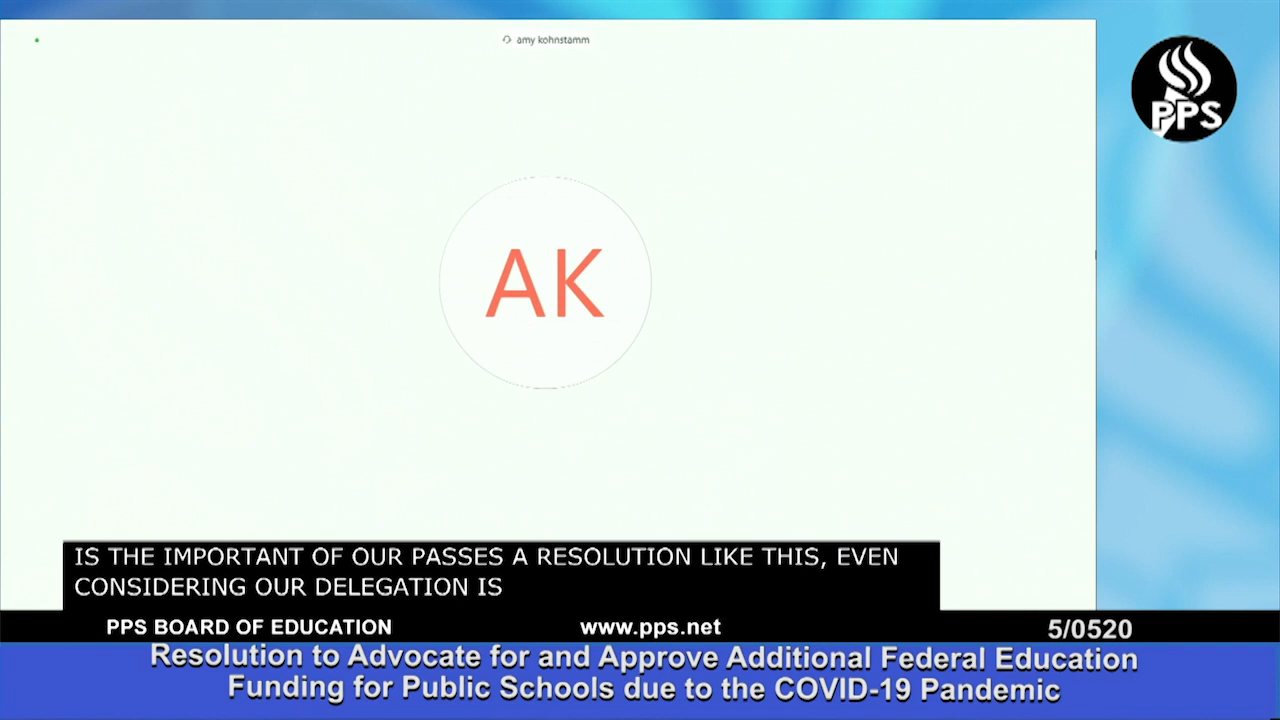 amy kohnstamm
PPS
AK
IS THE IMPORTANT OF OUR PASSES A RESOLUTION LIKE THIS, EVEN
CONSIDERING OUR DELEGATION IS
PPS BOARD OF EDUCATION www.pps.net 5/0520
Resolution to Advocate for and Approve Additional Federal Education
Funding for Public Schools due to the COVID-19 Pandemic